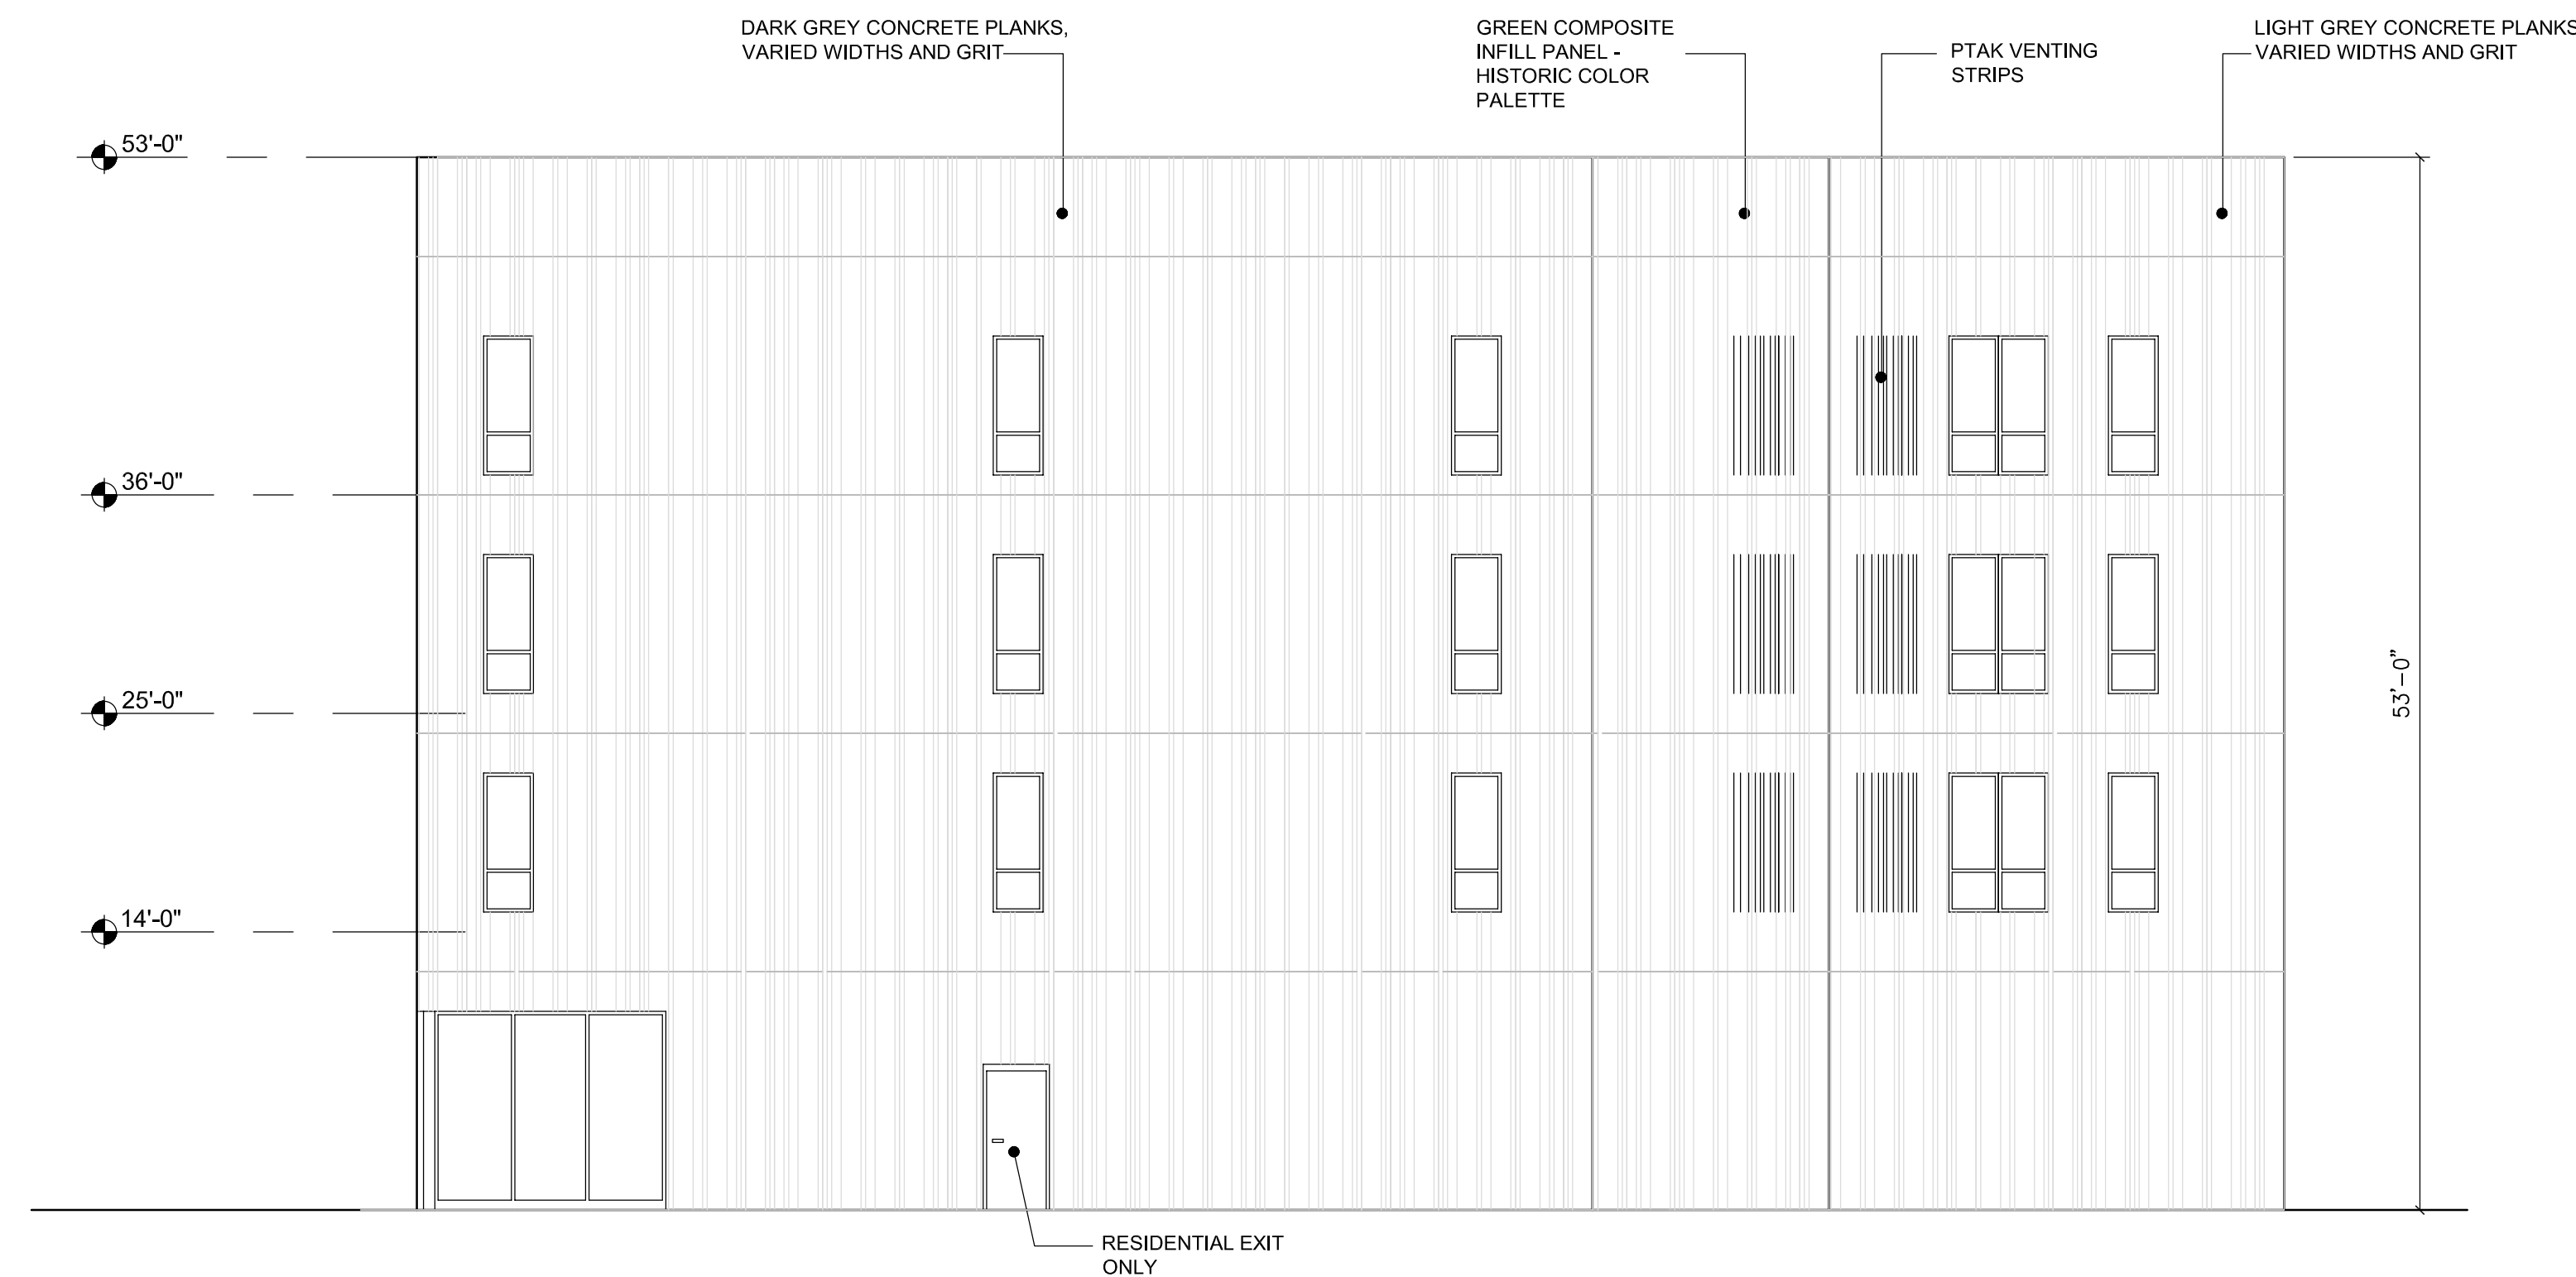 DARK GREY CONCRETE PLANKS,
VARIED WIDTHS AND GRIT
GREEN COMPOSITE
INFILL PANEL -
HISTORIC COLOR
PALETTE
PTAK VENTING
STRIPS
LIGHT GREY CONCRETE PLANKS
VARIED WIDTHS AND GRIT
53'-0"
36'-0"
25'-0"
14'-0"
53'-0"
RESIDENTIAL EXIT
ONLY